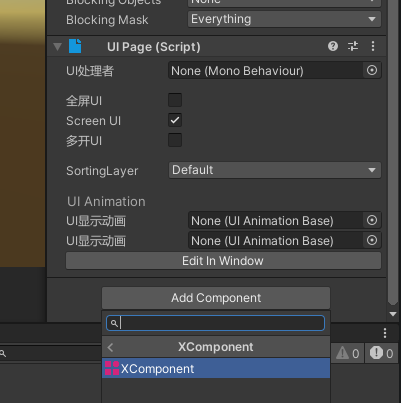 Blocking Objects None
Blocking Mask Everything
UI Page (Script)
UI处理者 None (Mono Behaviour)
全屏UI
Screen UI
多开UI
SortingLayer Default
UI Animation
UI显示动画 None (UI Animation Base)
UI显示动画 None (UI Animation Base)
Edit In Window
Add Component
XComponent
XComponent
0 0